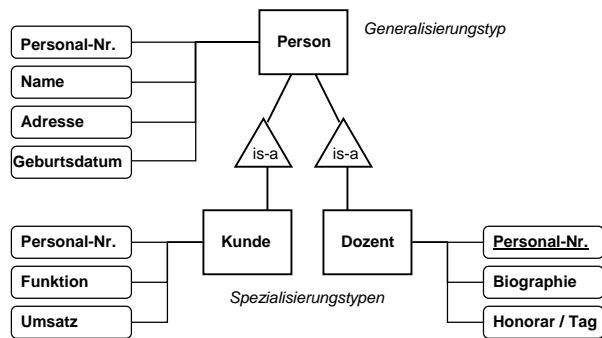 Person
Generalisierungstyp
Personal-Nr.
Name
Adresse
Geburtsdatum
is-a
is-a
Personal-Nr.
Kunde
Dozent
Personal-Nr.
Funktion
Biographie
Spezialisierungstypen
Umsatz
Honorar / Tag